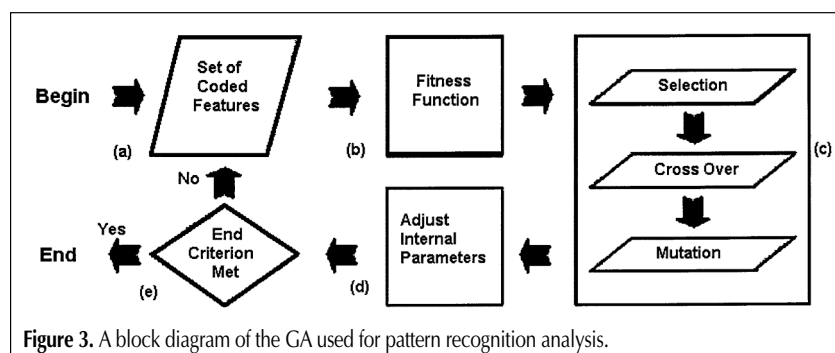 Begin
(a)
Set of
Coded
Features
(b)
Fitness
Function
Selection
Cross Over
Mutation
(c)
Adjust
Internal
Parameters
(d)
No
End
Criterion
Met
(e)
Yes
End
Figure 3. A block diagram of the GA used for pattern recognition analysis.